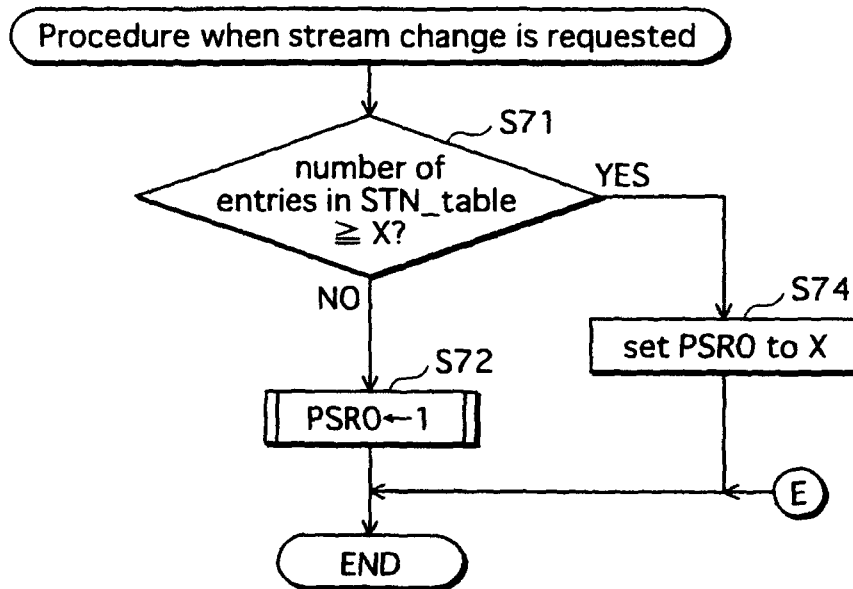 Procedure when stream change is requested
S71
number of
entries in STN_table
≧ X?
YES
NO
S74
set PSR0 to X
S72
PSR0←1
E
END